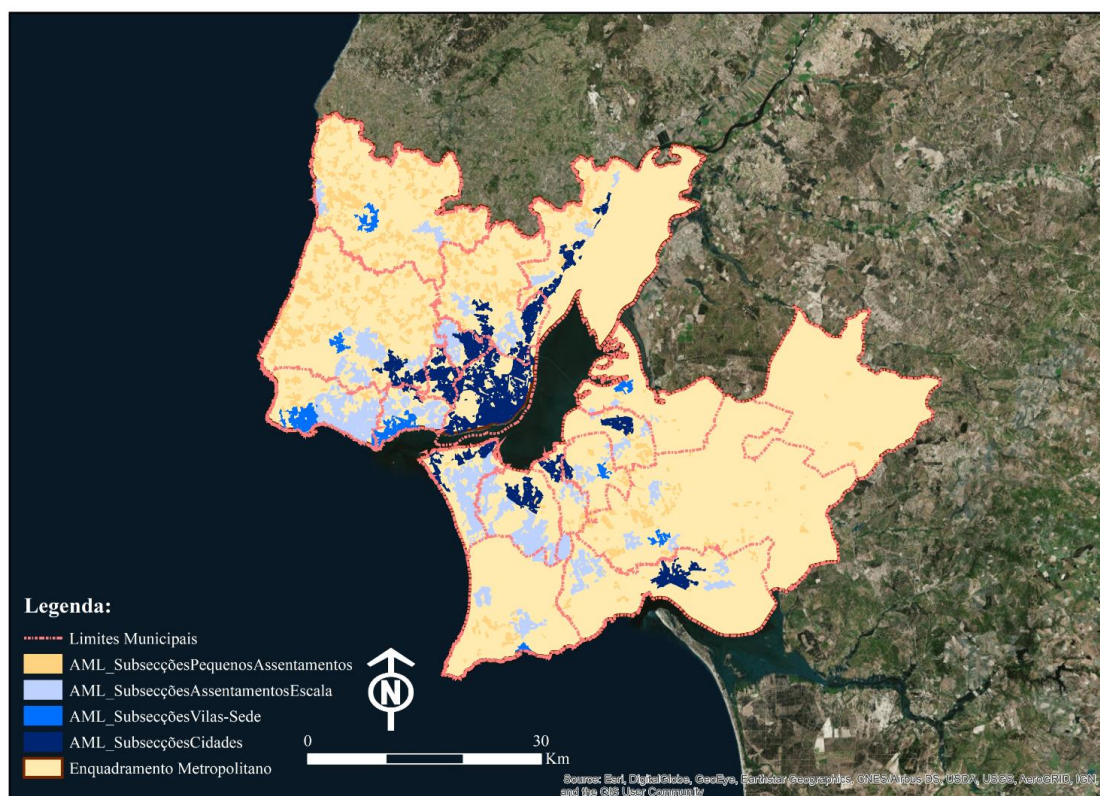 Legenda:
Limites Municipais
AML_SubsecçõesPequenosAssentamentos
AML_SubsecçõesAssentamentosEscala
AML_SubsecçõesVilas-Sede
AML_SubsecçõesCidades
Enquadramento Metropolitano
N
0 30
Km
Source: Esri, DigitalGlobe, GeoEye, Earthstar Geographics, CNES/Airbus DS, USDA, USGS, AeroGRID, IGN,
and the GIS User Community